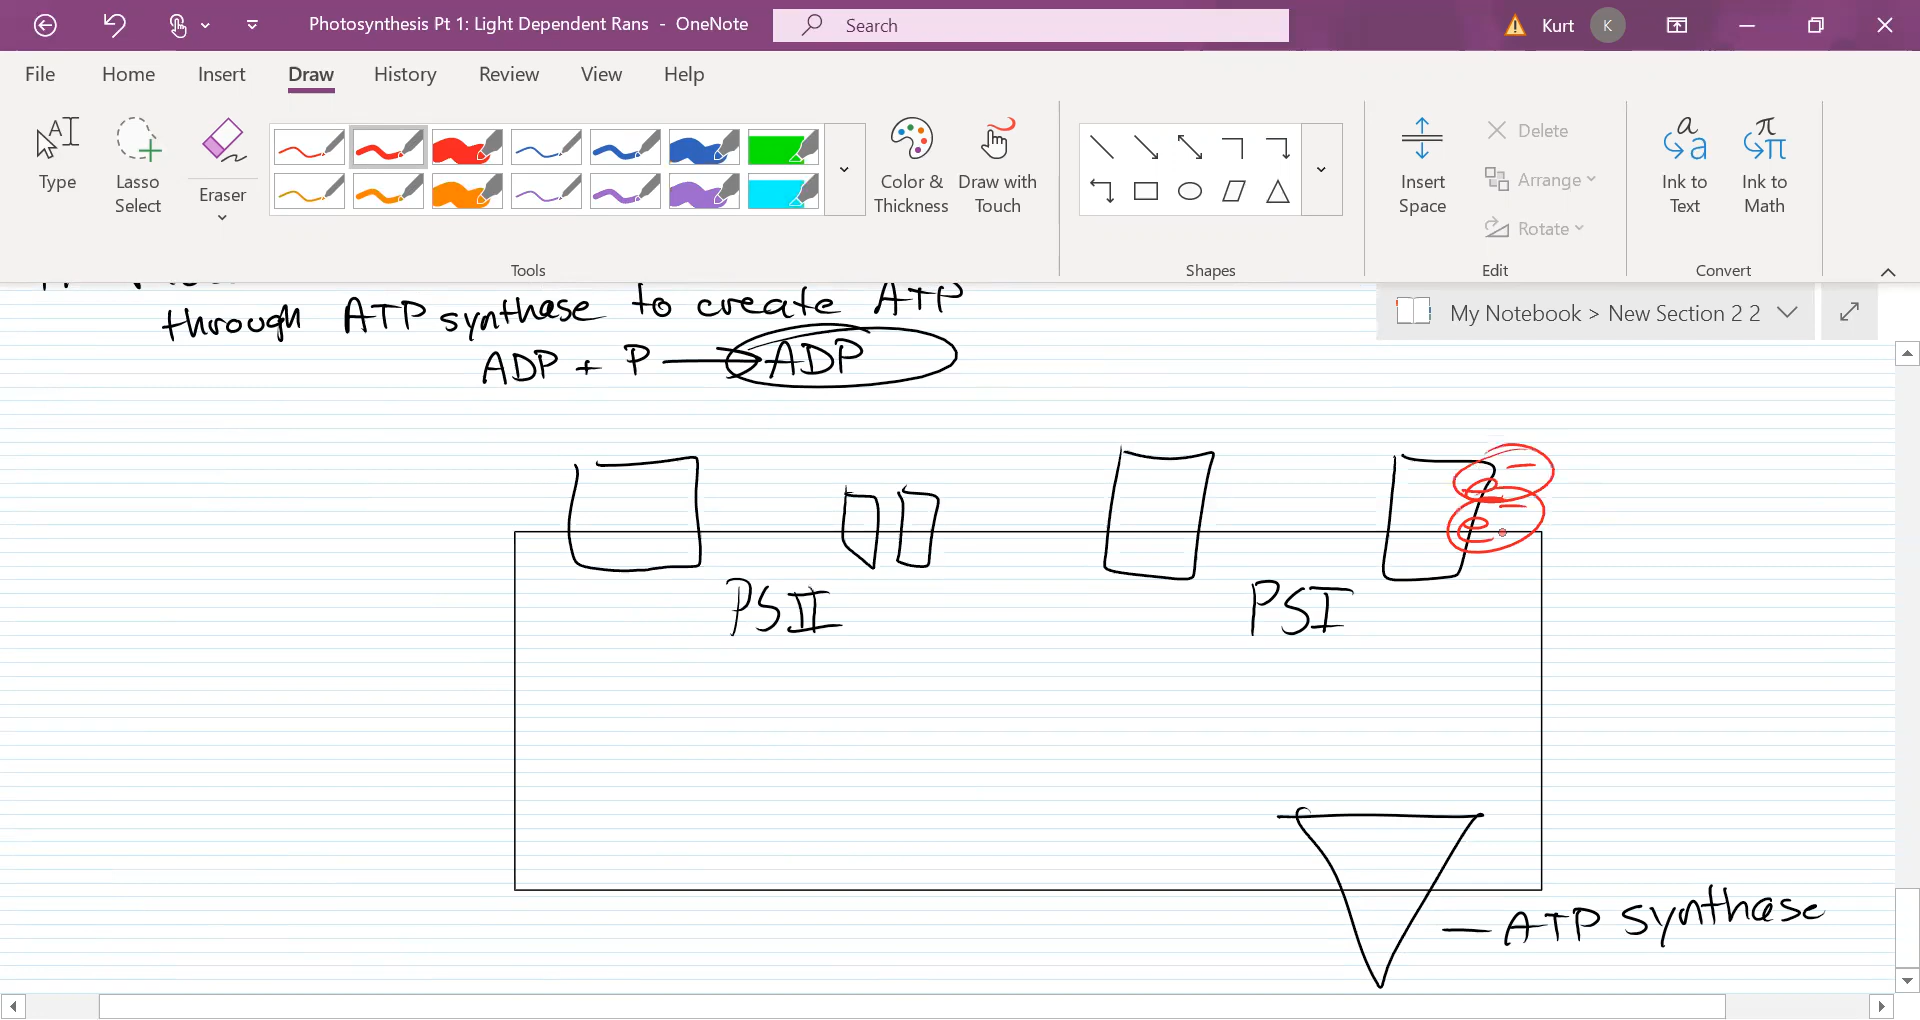 Photosynthesis Pt 1: Light Dependent Rans - OneNote
Search
Kurt K
File Home Insert Draw History Review View Help
Type
Lasso Select
Eraser
Color & Thickness
Draw with Touch
Insert Space
Delete
Arrange
Rotate
Ink to Text
Ink to Math
Tools Shapes Edit Convert
My Notebook > New Section 2 2
through ATP synthase to create ATP
ADP + P → ADP
e-
e-
PSII PSI
— ATP synthase